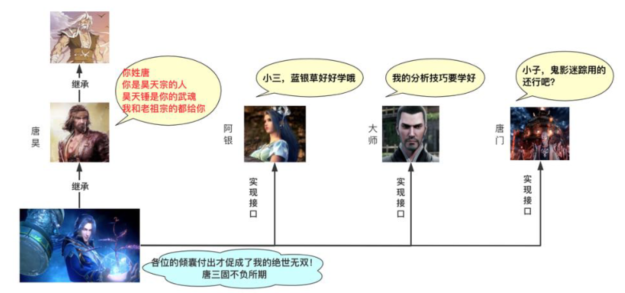 继承
你姓唐
你是昊天宗的人
昊天锤是你的武魂
我和老祖宗的都给你
小三，蓝银草好好学哦
我的分析技巧要学好
小子，鬼影迷踪用的
还行吧？
唐
昊
阿
银
大
师
唐
门
继承
实
现
接
口
实
现
接
口
实
现
接
口
各位的倾囊付出才促成了我的绝世无双！
唐三固不负所期